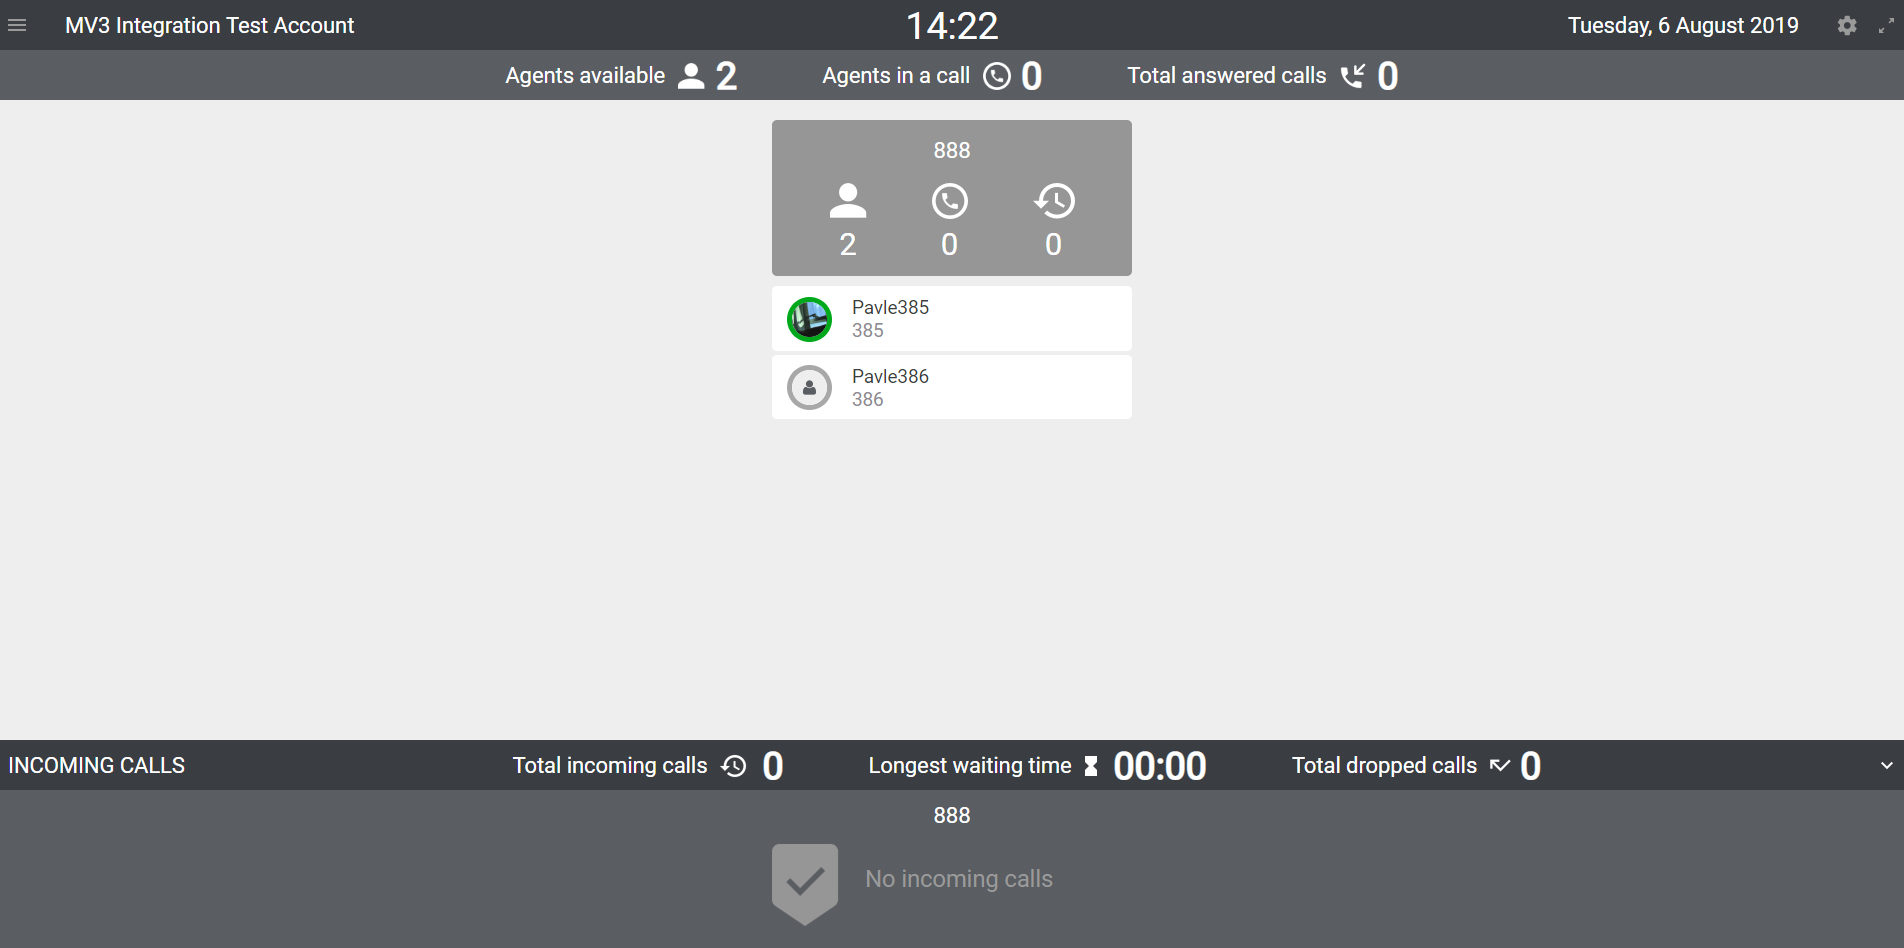 MV3 Integration Test Account
14:22
Tuesday, 6 August 2019
Agents available 2
Agents in a call 0
Total answered calls 0
888
2 0 0
Pavle385
385
Pavle386
386
INCOMING CALLS
Total incoming calls 0
Longest waiting time 00:00
Total dropped calls 0
888
No incoming calls